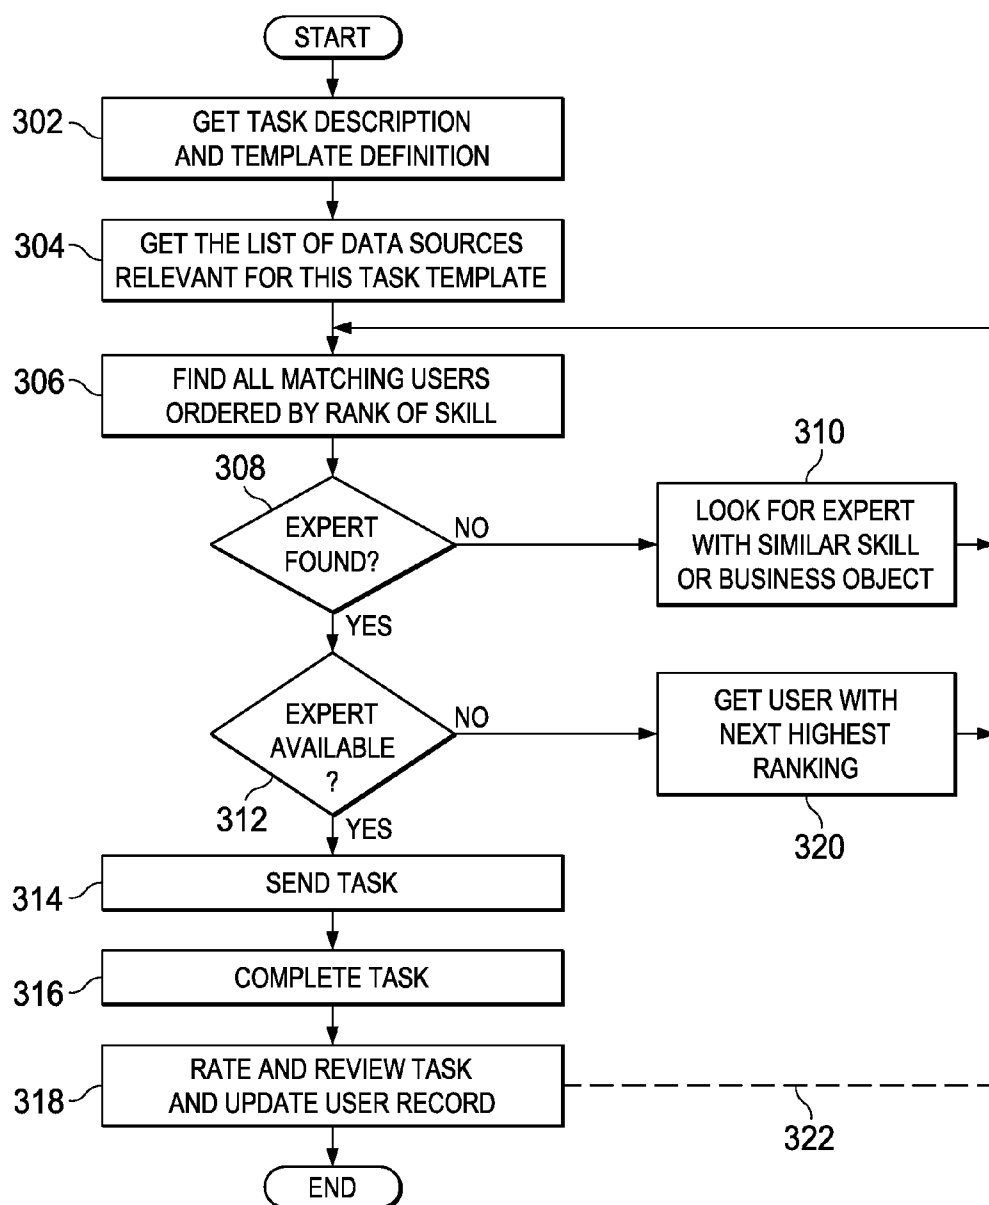 START
302
GET TASK DESCRIPTION
AND TEMPLATE DEFINITION
304
GET THE LIST OF DATA SOURCES
RELEVANT FOR THIS TASK TEMPLATE
306
FIND ALL MATCHING USERS
ORDERED BY RANK OF SKILL
308
EXPERT
FOUND?
NO
310
LOOK FOR EXPERT
WITH SIMILAR SKILL
OR BUSINESS OBJECT
YES
EXPERT
AVAILABLE
?
312
NO
GET USER WITH
NEXT HIGHEST
RANKING
320
YES
314
SEND TASK
316
COMPLETE TASK
318
RATE AND REVIEW TASK
AND UPDATE USER RECORD
322
END